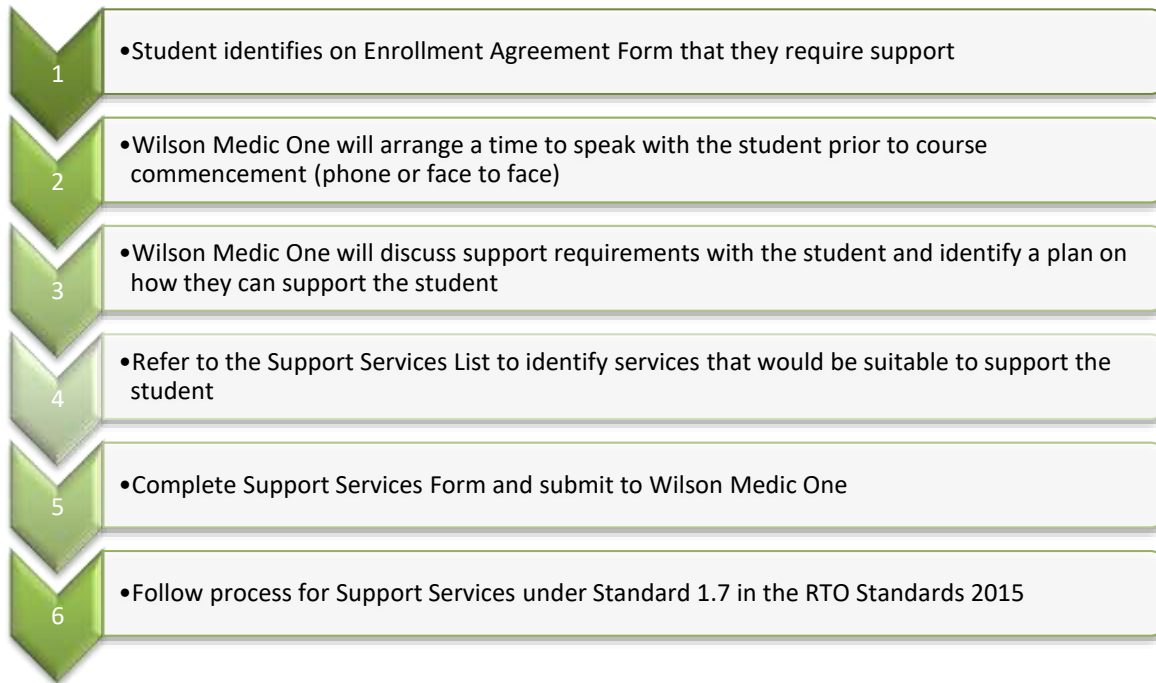 1
•Student identifies on Enrollment Agreement Form that they require support
2
•Wilson Medic One will arrange a time to speak with the student prior to course
commencement (phone or face to face)
3
•Wilson Medic One will discuss support requirements with the student and identify a plan on
how they can support the student
4
•Refer to the Support Services List to identify services that would be suitable to support the
student
5
•Complete Support Services Form and submit to Wilson Medic One
6
•Follow process for Support Services under Standard 1.7 in the RTO Standards 2015